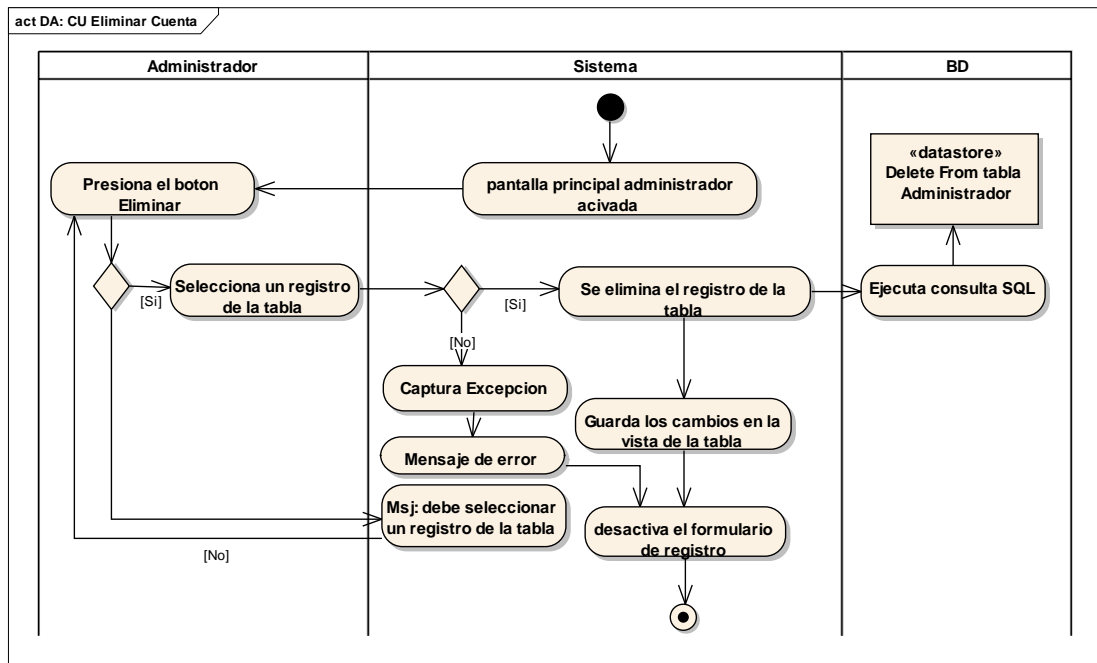 act DA: CU Eliminar Cuenta
Administrador
Sistema
BD
«datastore»
Delete From tabla
Administrador
Presiona el boton
Eliminar
pantalla principal administrador
acivada
[Si]
Selecciona un registro
de la tabla
[Si]
Se elimina el registro de la
tabla
Ejecuta consulta SQL
[No]
Captura Excepcion
Guarda los cambios en la
vista de la tabla
Mensaje de error
Msj: debe seleccionar
un registro de la tabla
desactiva el formulario
de registro
[No]